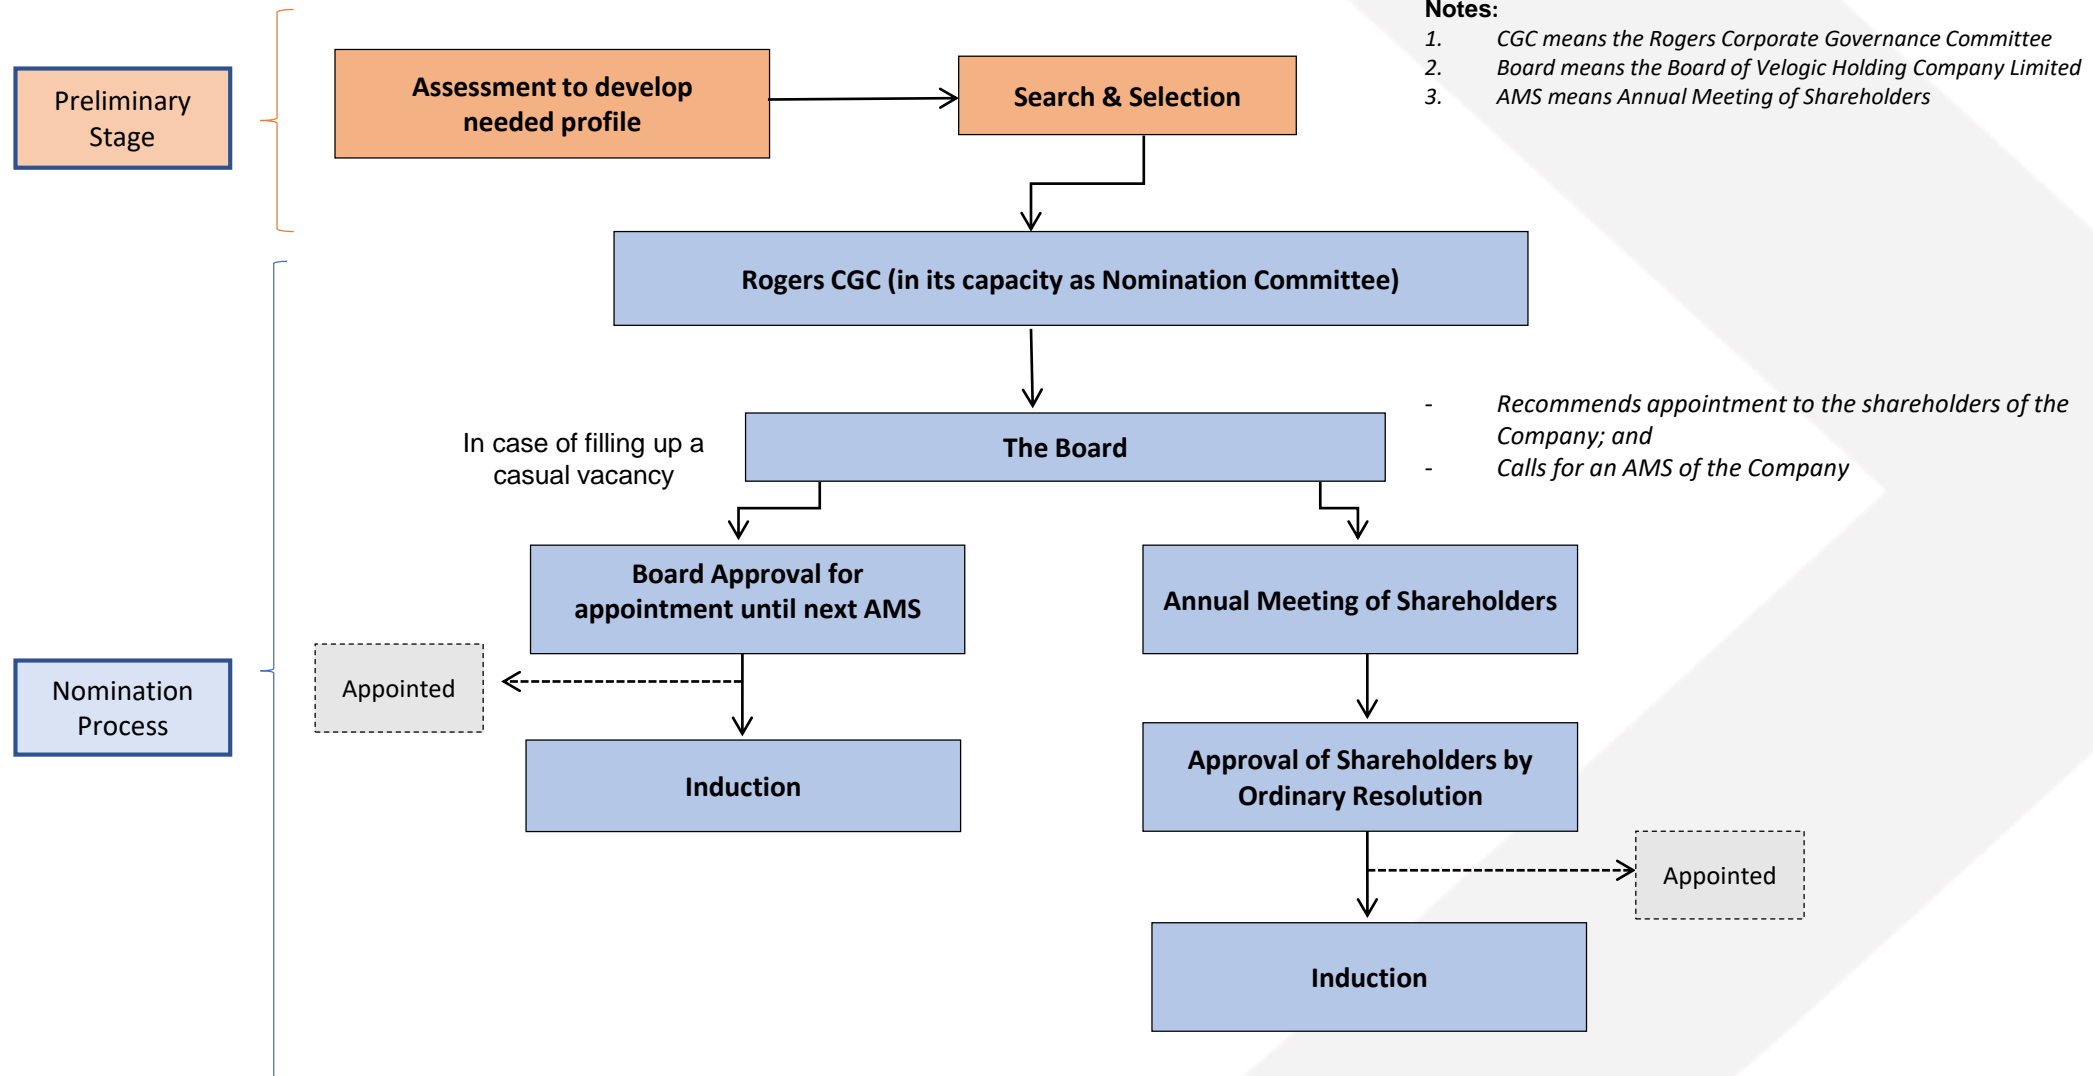 Notes:
1. CGC means the Rogers Corporate Governance Committee
2. Board means the Board of Velogic Holding Company Limited
3. AMS means Annual Meeting of Shareholders
Preliminary
Stage
Assessment to develop
needed profile
Search & Selection
Rogers CGC (in its capacity as Nomination Committee)
In case of filling up a
casual vacancy
The Board
- Recommends appointment to the shareholders of the
Company; and
- Calls for an AMS of the Company
Board Approval for
appointment until next AMS
Annual Meeting of Shareholders
Nomination
Process
Appointed
Induction
Approval of Shareholders by
Ordinary Resolution
Appointed
Induction